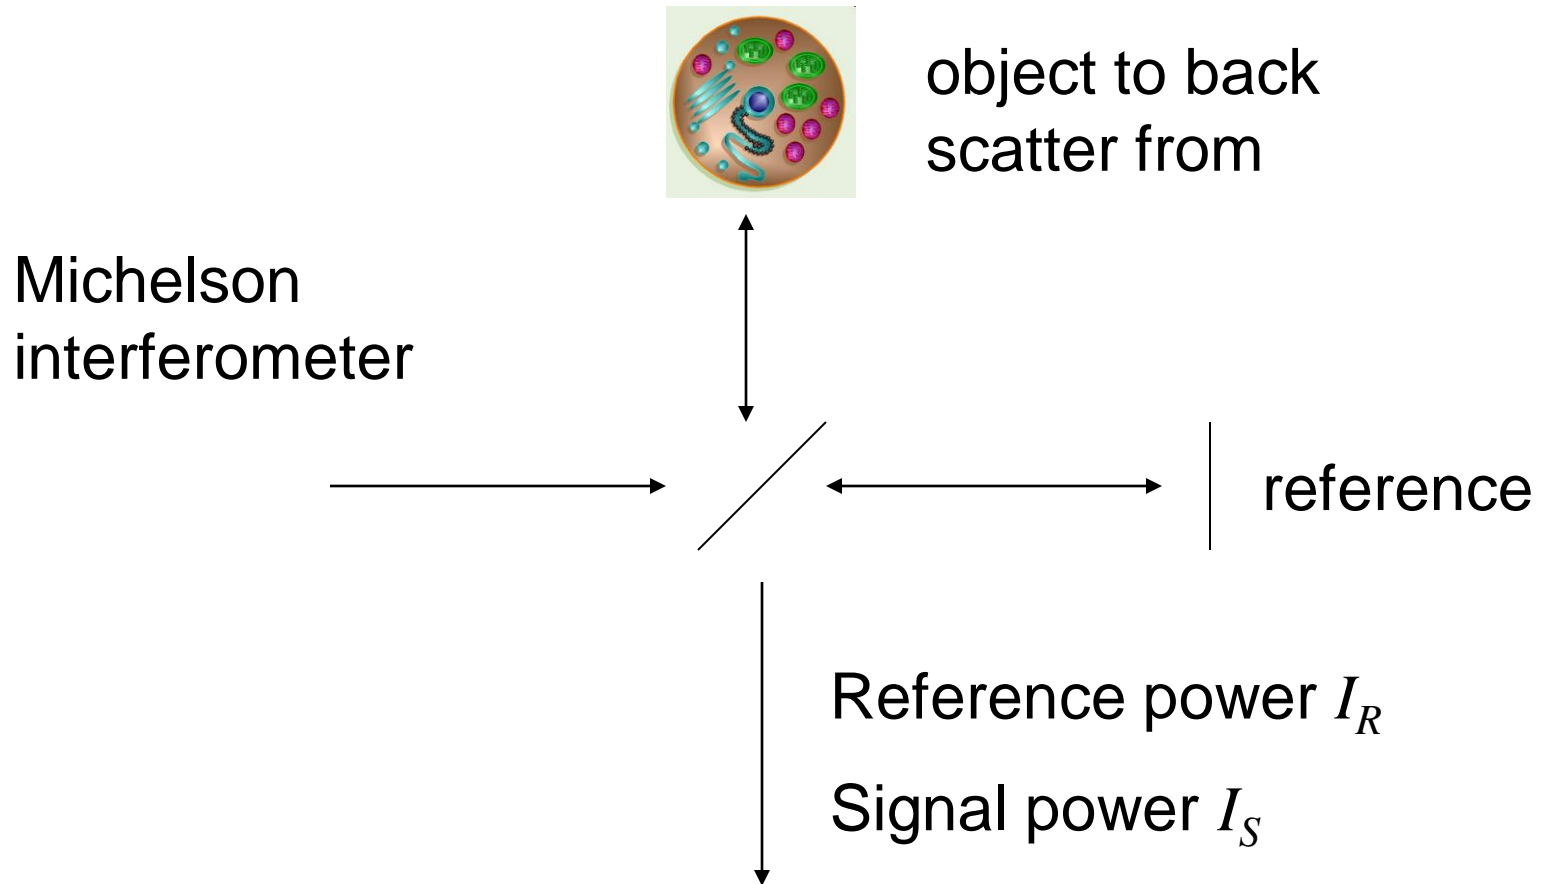 object to back
scatter from
Michelson
interferometer
reference
Reference power I_R
Signal power I_S